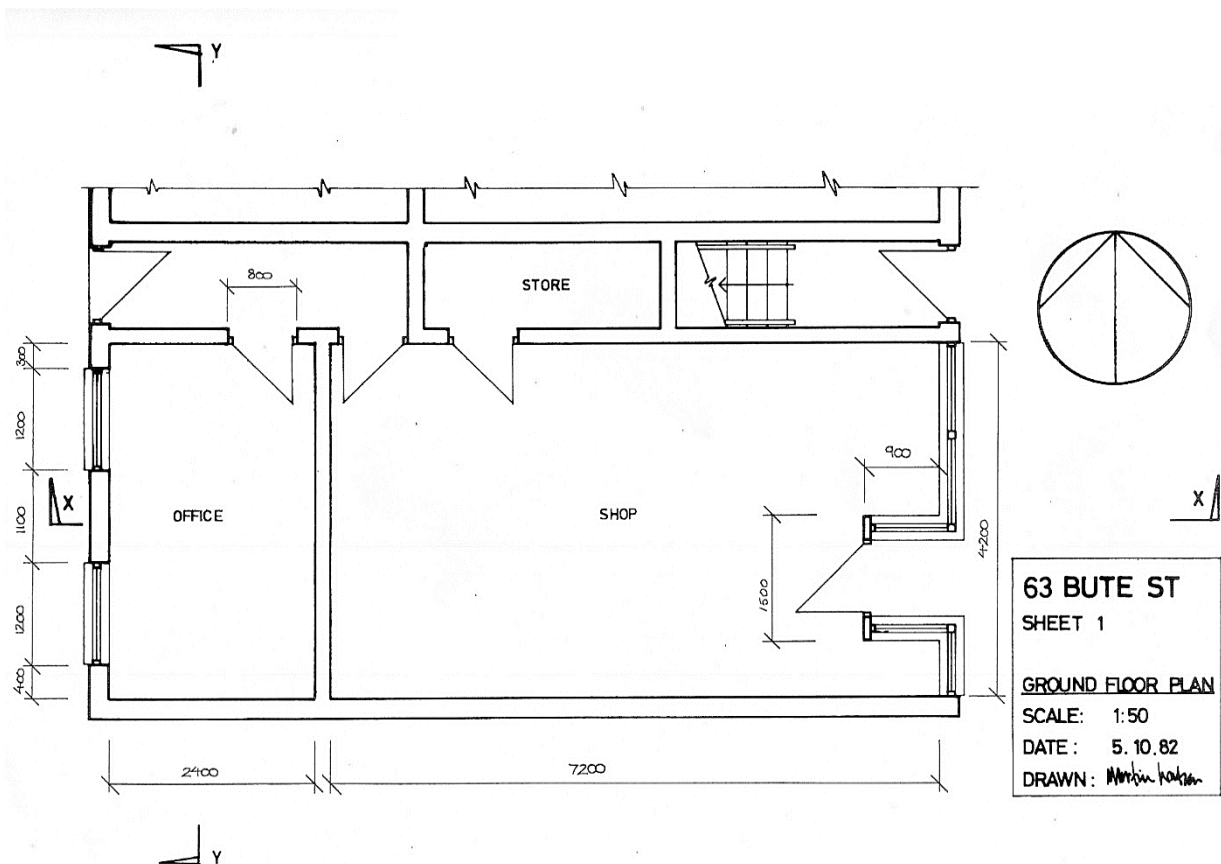 Y
800
STORE
300
1200
1100
1200
400
X
OFFICE
SHOP
900
1500
4200
X
2400
7200
Y
63 BUTE ST
SHEET 1
GROUND FLOOR PLAN
SCALE: 1:50
DATE: 5.10.82
DRAWN: